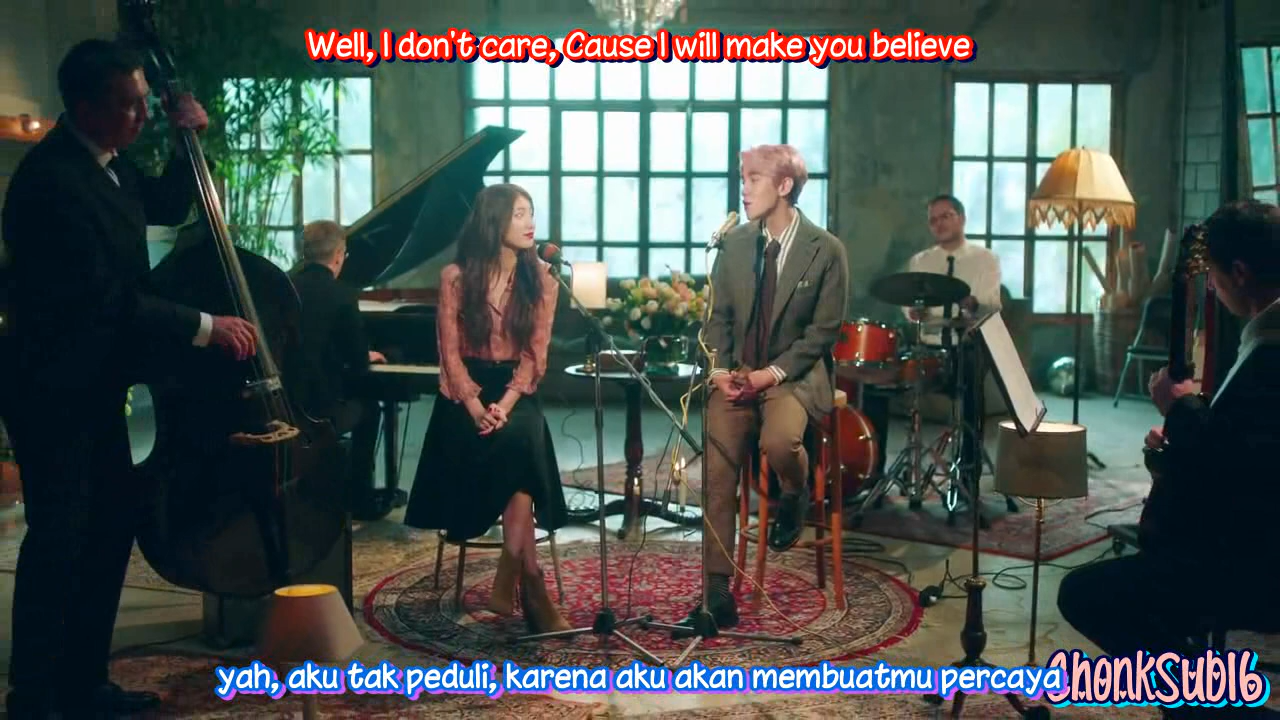 Well, I don't care, Cause I will make you believe
yah, aku tak peduli, karena aku akan membuatmu percaya
ChonkSub16